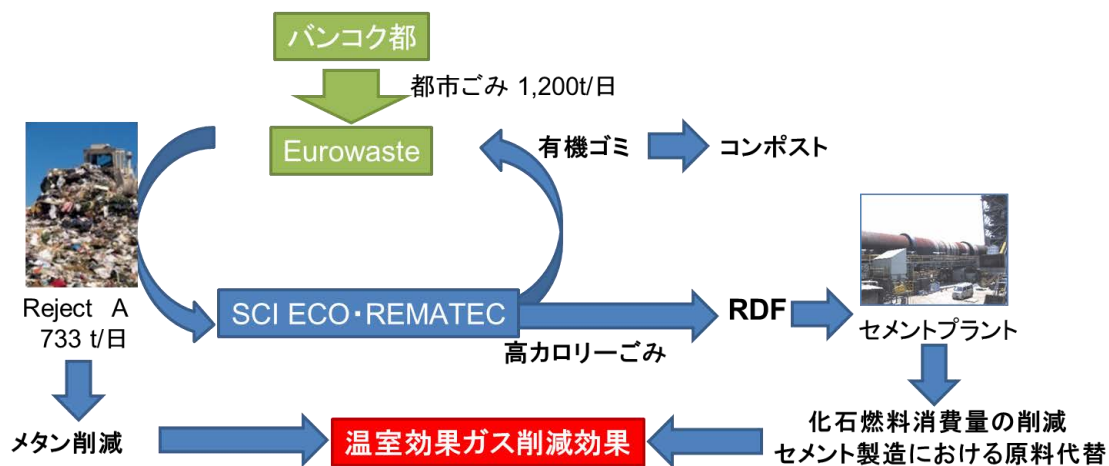 バンコク都
都市ごみ 1,200t/日
Eurowaste
有機ゴミ
コンポスト
Reject A
733 t/日
SCI ECO・REMATEC
高カロリーごみ
RDF
セメントプラント
メタン削減
温室効果ガス削減効果
化石燃料消費量の削減
セメント製造における原料代替